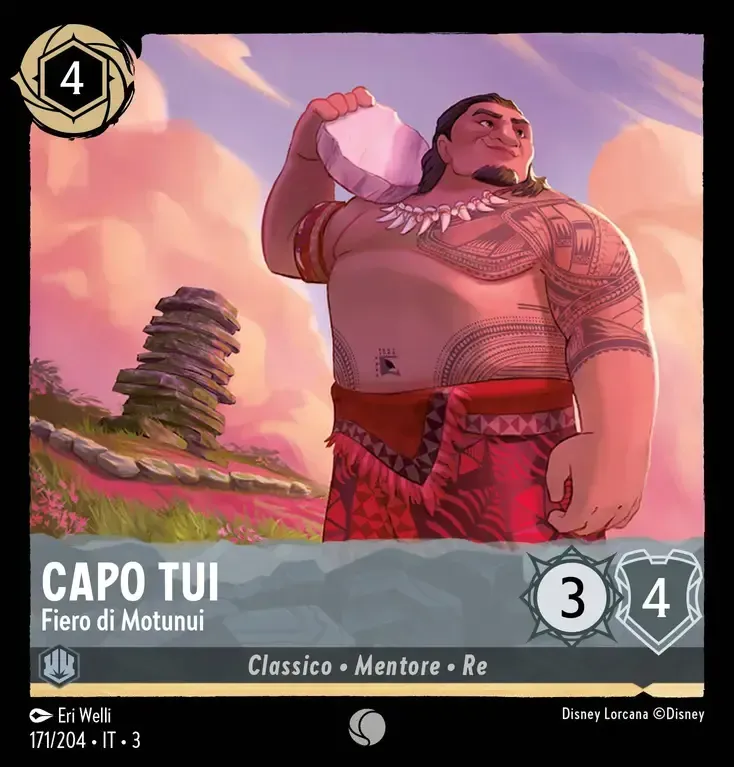 4
CAPO TUI
Fiero di Motunui
3
4
Classico • Mentore • Re
Eri Welli
Disney Lorcana ©Disney
171/204 • IT • 3